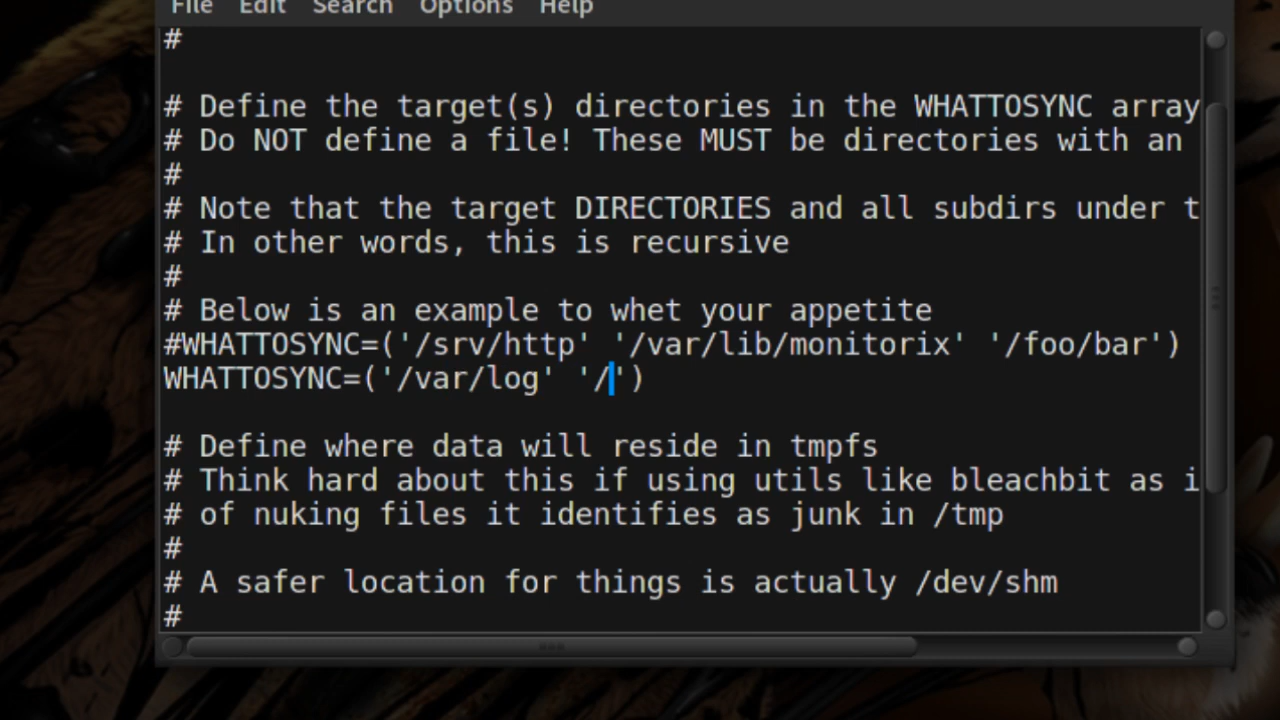 File Edit Search Options Help
#
# Define the target(s) directories in the WHATTOSYNC array
# Do NOT define a file! These MUST be directories with an
#
# Note that the target DIRECTORIES and all subdirs under t
# In other words, this is recursive
#
# Below is an example to whet your appetite
#WHATTOSYNC=('/srv/http' '/var/lib/monitorix' '/foo/bar')
WHATTOSYNC=('/var/log' '/')
# Define where data will reside in tmpfs
# Think hard about this if using utils like bleachbit as i
# of nuking files it identifies as junk in /tmp
#
# A safer location for things is actually /dev/shm
#